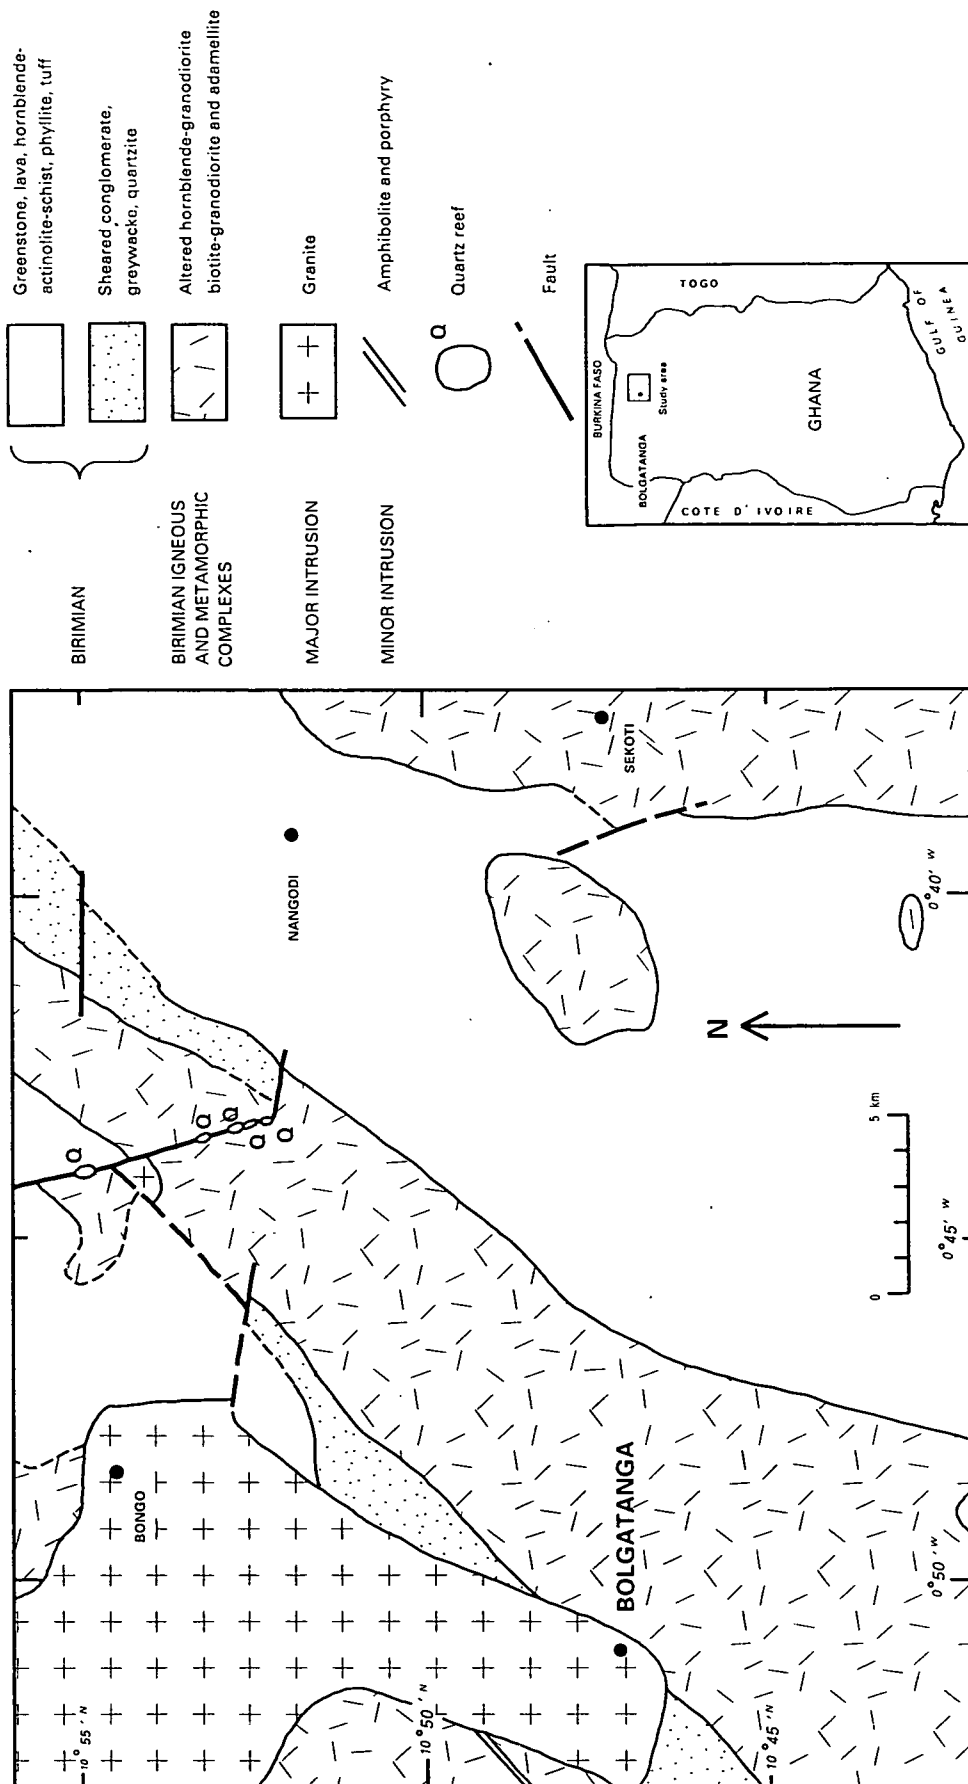 Greenstone, lava, hornblende-
actinolite-schist, phyllite, tuff
Sheared conglomerate,
greywacke, quartzite
Altered hornblende-granodiorite
biotite-granodiorite and adamellite
Granite
Amphibolite and porphyry
Q
Quartz reef
Fault
BIRIMIAN
BIRIMIAN IGNEOUS
AND METAMORPHIC
COMPLEXES
MAJOR INTRUSION
MINOR INTRUSION
BURKINA FASO
BOLGATANGA
Study area
TOGO
GHANA
COTE D' IVOIRE
GULF OF
GUINEA
NANGODI
SEKOTI
Q
Q
Q
Q
Q
BONGO
BOLGATANGA
N
0
5 km
0°40' W
0°45' W
0°50' W
10°55' N
10°50' N
10°45' N